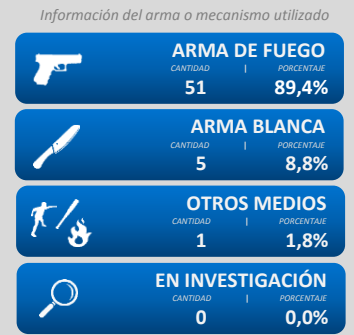 Información del arma o mecanismo utilizado
ARMA DE FUEGO
CANTIDAD | PORCENTAJE
51 89,4%
ARMA BLANCA
CANTIDAD | PORCENTAJE
5 8,8%
OTROS MEDIOS
CANTIDAD | PORCENTAJE
1 1,8%
EN INVESTIGACIÓN
CANTIDAD | PORCENTAJE
0 0,0%